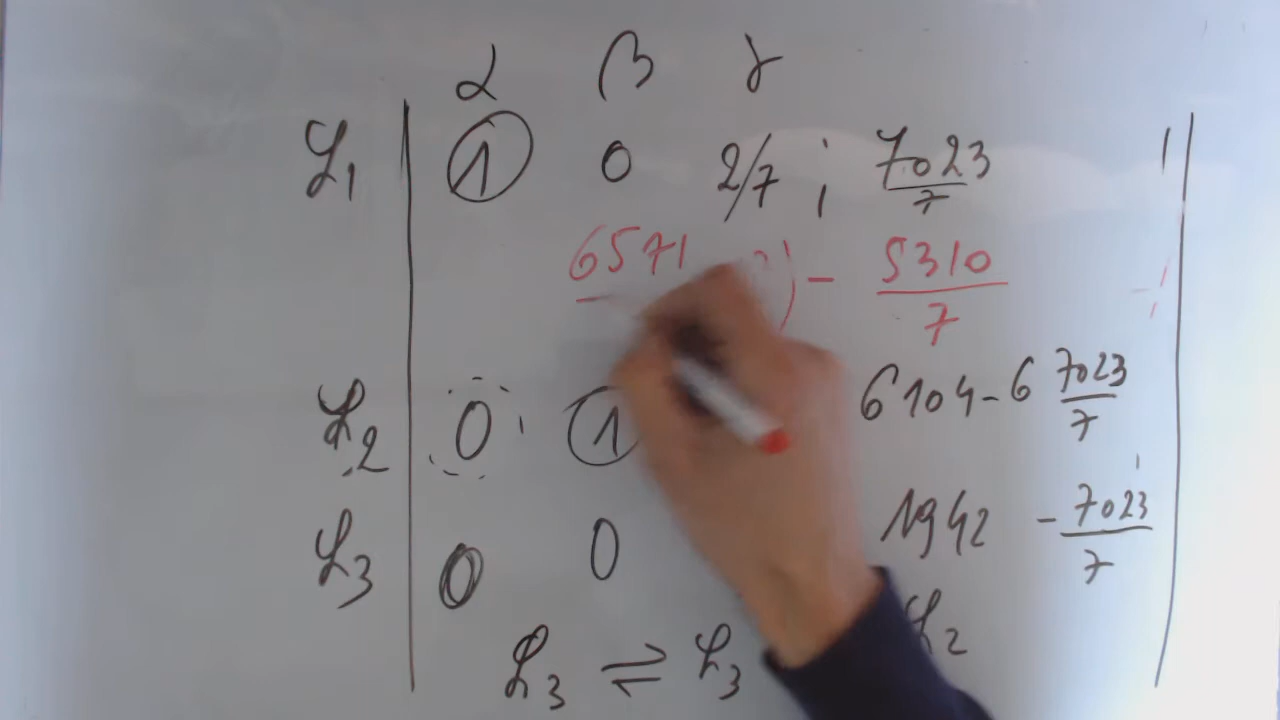 α β γ
L1 | 1 0 2/7 ; 7023/7 |
6571 ) - 5310/7
L2 | 0 1 6104 - 6 7023/7
L3 | 0 0 1942 - 7023/7
L3 ⇌ L3 L2